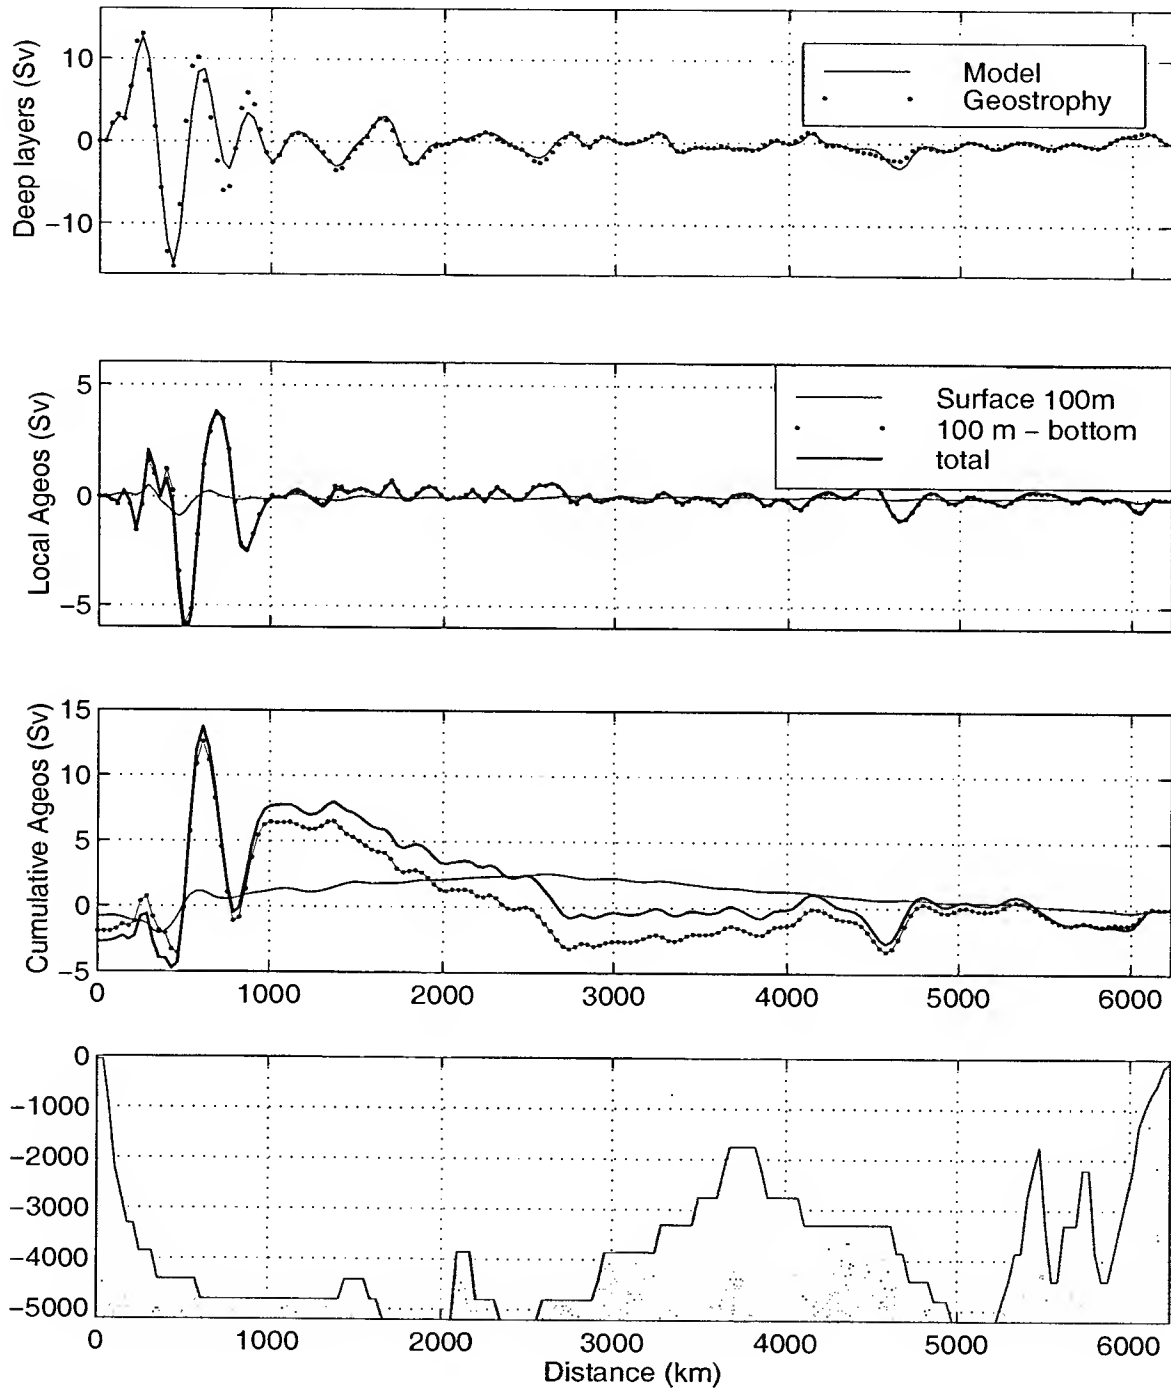 Deep layers (Sv)
10
0
−10
Model
Geostrophy
Local Ageos (Sv)
5
0
−5
Surface 100m
100 m − bottom
total
Cumulative Ageos (Sv)
15
10
5
0
−5
0 1000 2000 3000 4000 5000 6000
0
−1000
−2000
−3000
−4000
−5000
0 1000 2000 3000 4000 5000 6000
Distance (km)